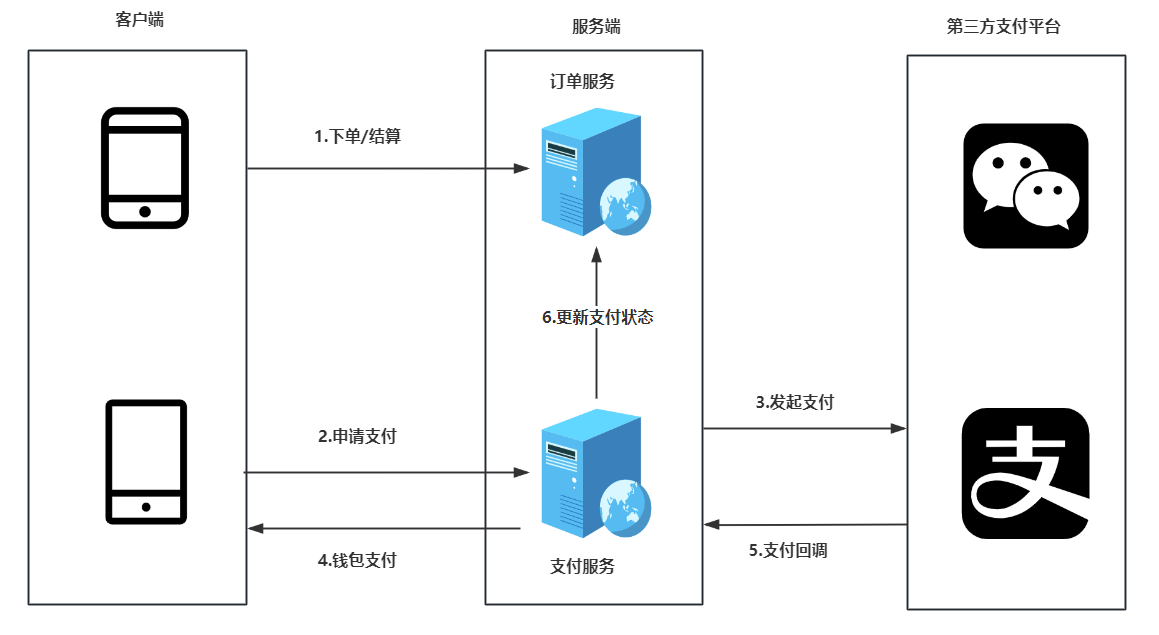 客户端
服务端
第三方支付平台
订单服务
1.下单/结算
6.更新支付状态
3.发起支付
2.申请支付
支
5.支付回调
4.钱包支付
支付服务